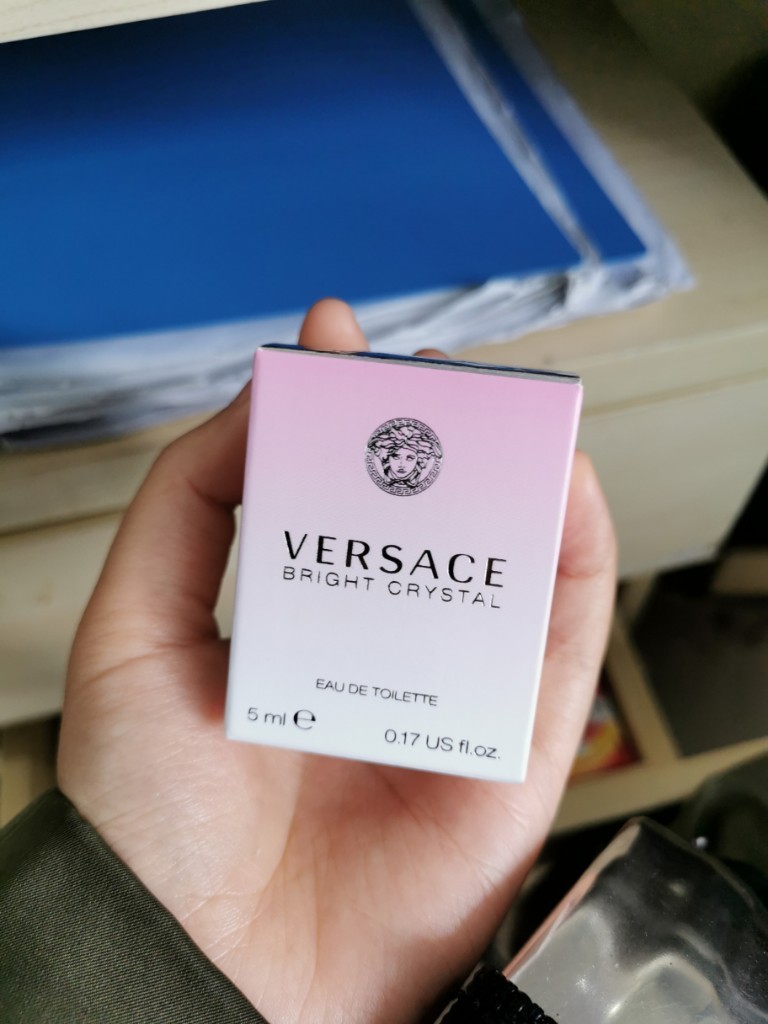 VERSACE
BRIGHT CRYSTAL
EAU DE TOILETTE
5 ml ℮ 0.17 US fl.oz.